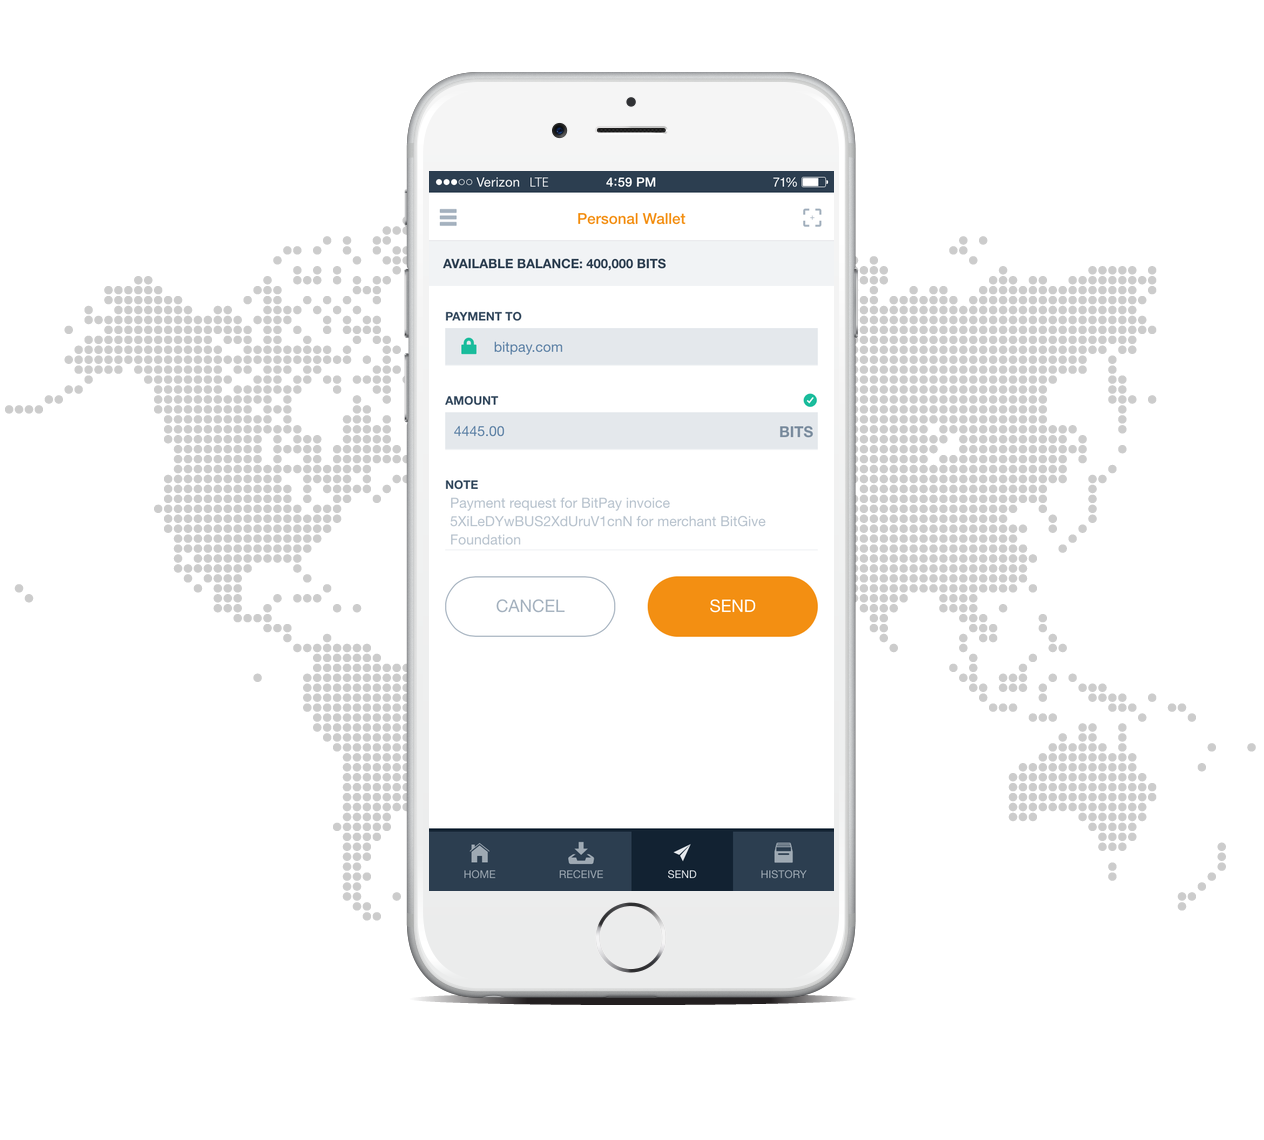 Verizon LTE 4:59 PM 71%
Personal Wallet
AVAILABLE BALANCE: 400,000 BITS
PAYMENT TO
bitpay.com
AMOUNT
4445.00 BITS
NOTE
Payment request for BitPay invoice
5XiLeDYwBUS2XdUruV1cnN for merchant BitGive
Foundation
CANCEL SEND
HOME RECEIVE SEND HISTORY